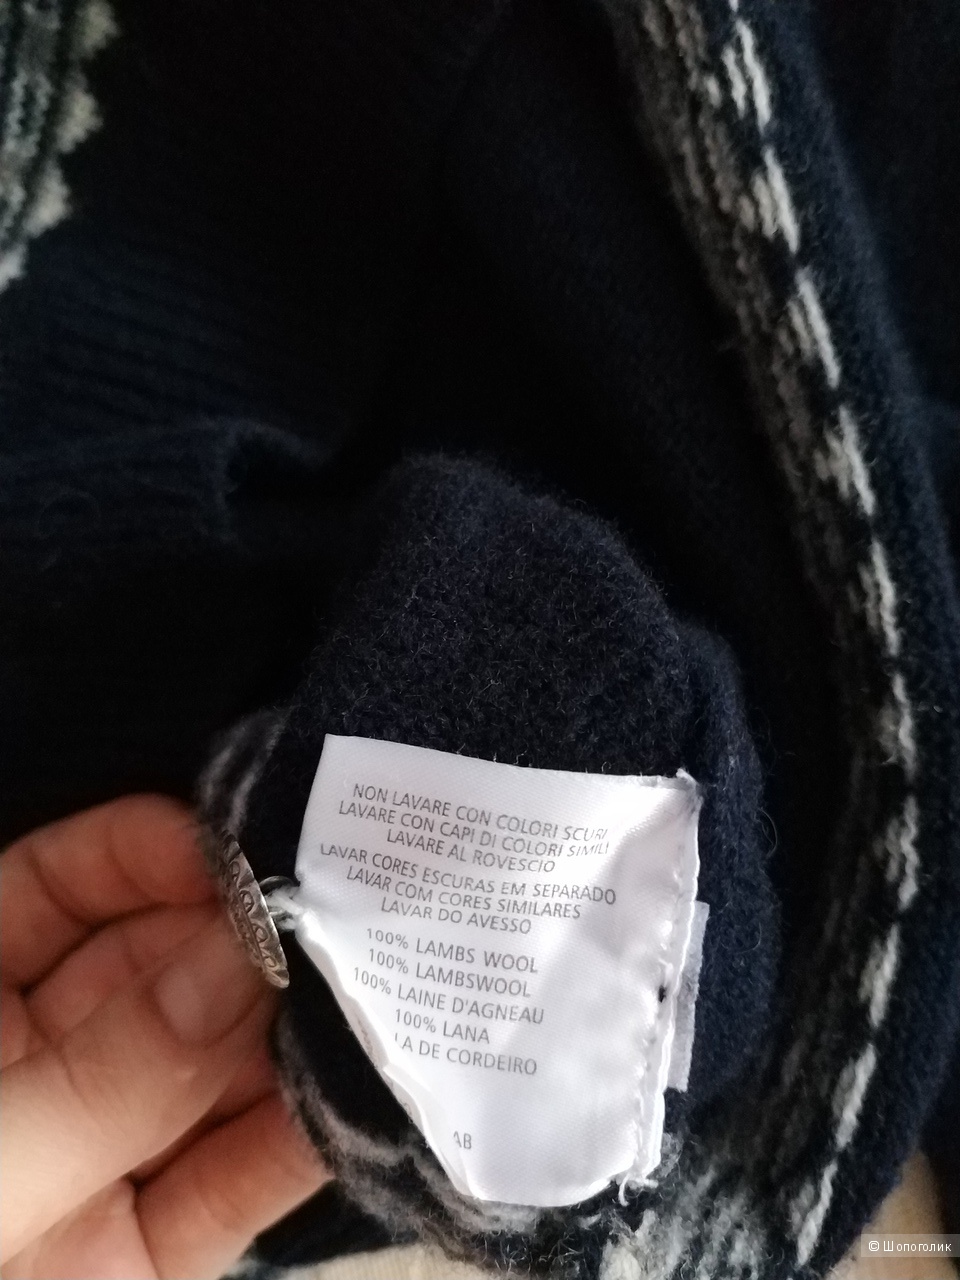 NON LAVARE CON COLORI SCURI
LAVARE CON CAPI DI COLORI SIMILI
LAVARE AL ROVESCIO
LAVAR CORES ESCURAS EM SEPARADO
LAVAR COM CORES SIMILARES
LAVAR DO AVESSO
100% LAMBS WOOL
100% LAMBSWOOL
100% LAINE D'AGNEAU
100% LANA
LA DE CORDEIRO
AB
© Шопоголик